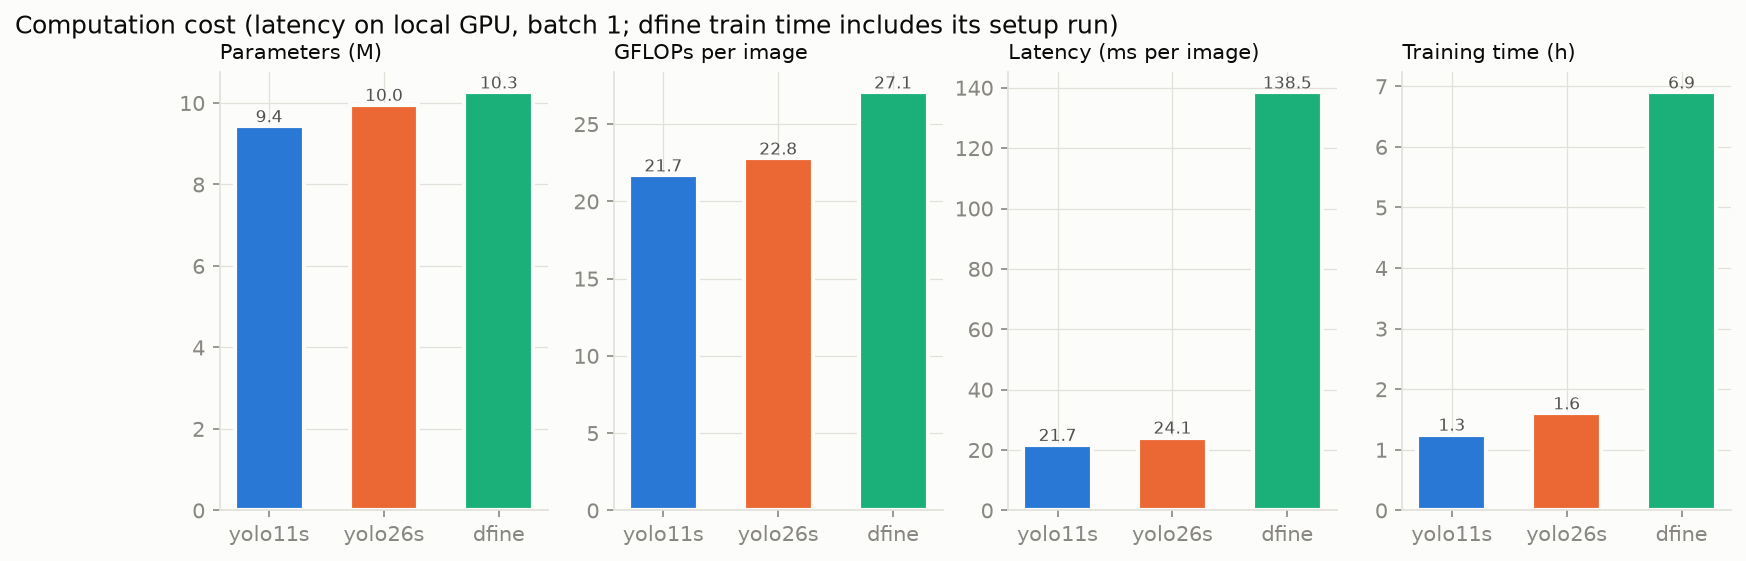 Computation cost (latency on local GPU, batch 1; dfine train time includes its setup run)
Parameters (M)
10
8
6
4
2
0
9.4
10.0
10.3
yolo11s
yolo26s
dfine
GFLOPs per image
25
20
15
10
5
0
21.7
22.8
27.1
yolo11s
yolo26s
dfine
Latency (ms per image)
140
120
100
80
60
40
20
0
21.7
24.1
138.5
yolo11s
yolo26s
dfine
Training time (h)
7
6
5
4
3
2
1
0
1.3
1.6
6.9
yolo11s
yolo26s
dfine